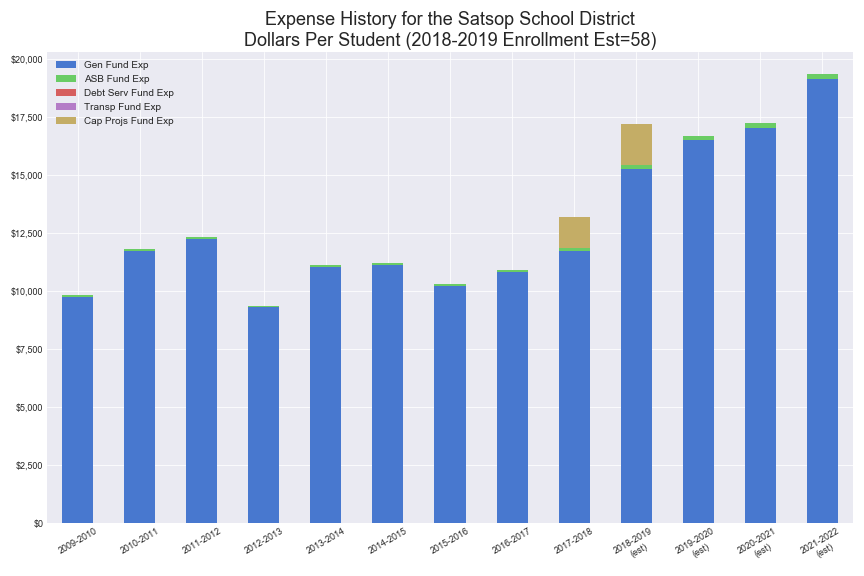 Expense History for the Satsop School District
Dollars Per Student (2018-2019 Enrollment Est=58)
Gen Fund Exp
ASB Fund Exp
Debt Serv Fund Exp
Transp Fund Exp
Cap Projs Fund Exp
$20,000
$17,500
$15,000
$12,500
$10,000
$7,500
$5,000
$2,500
$0
2009-2010
2010-2011
2011-2012
2012-2013
2013-2014
2014-2015
2015-2016
2016-2017
2017-2018
2018-2019
(est)
2019-2020
(est)
2020-2021
(est)
2021-2022
(est)